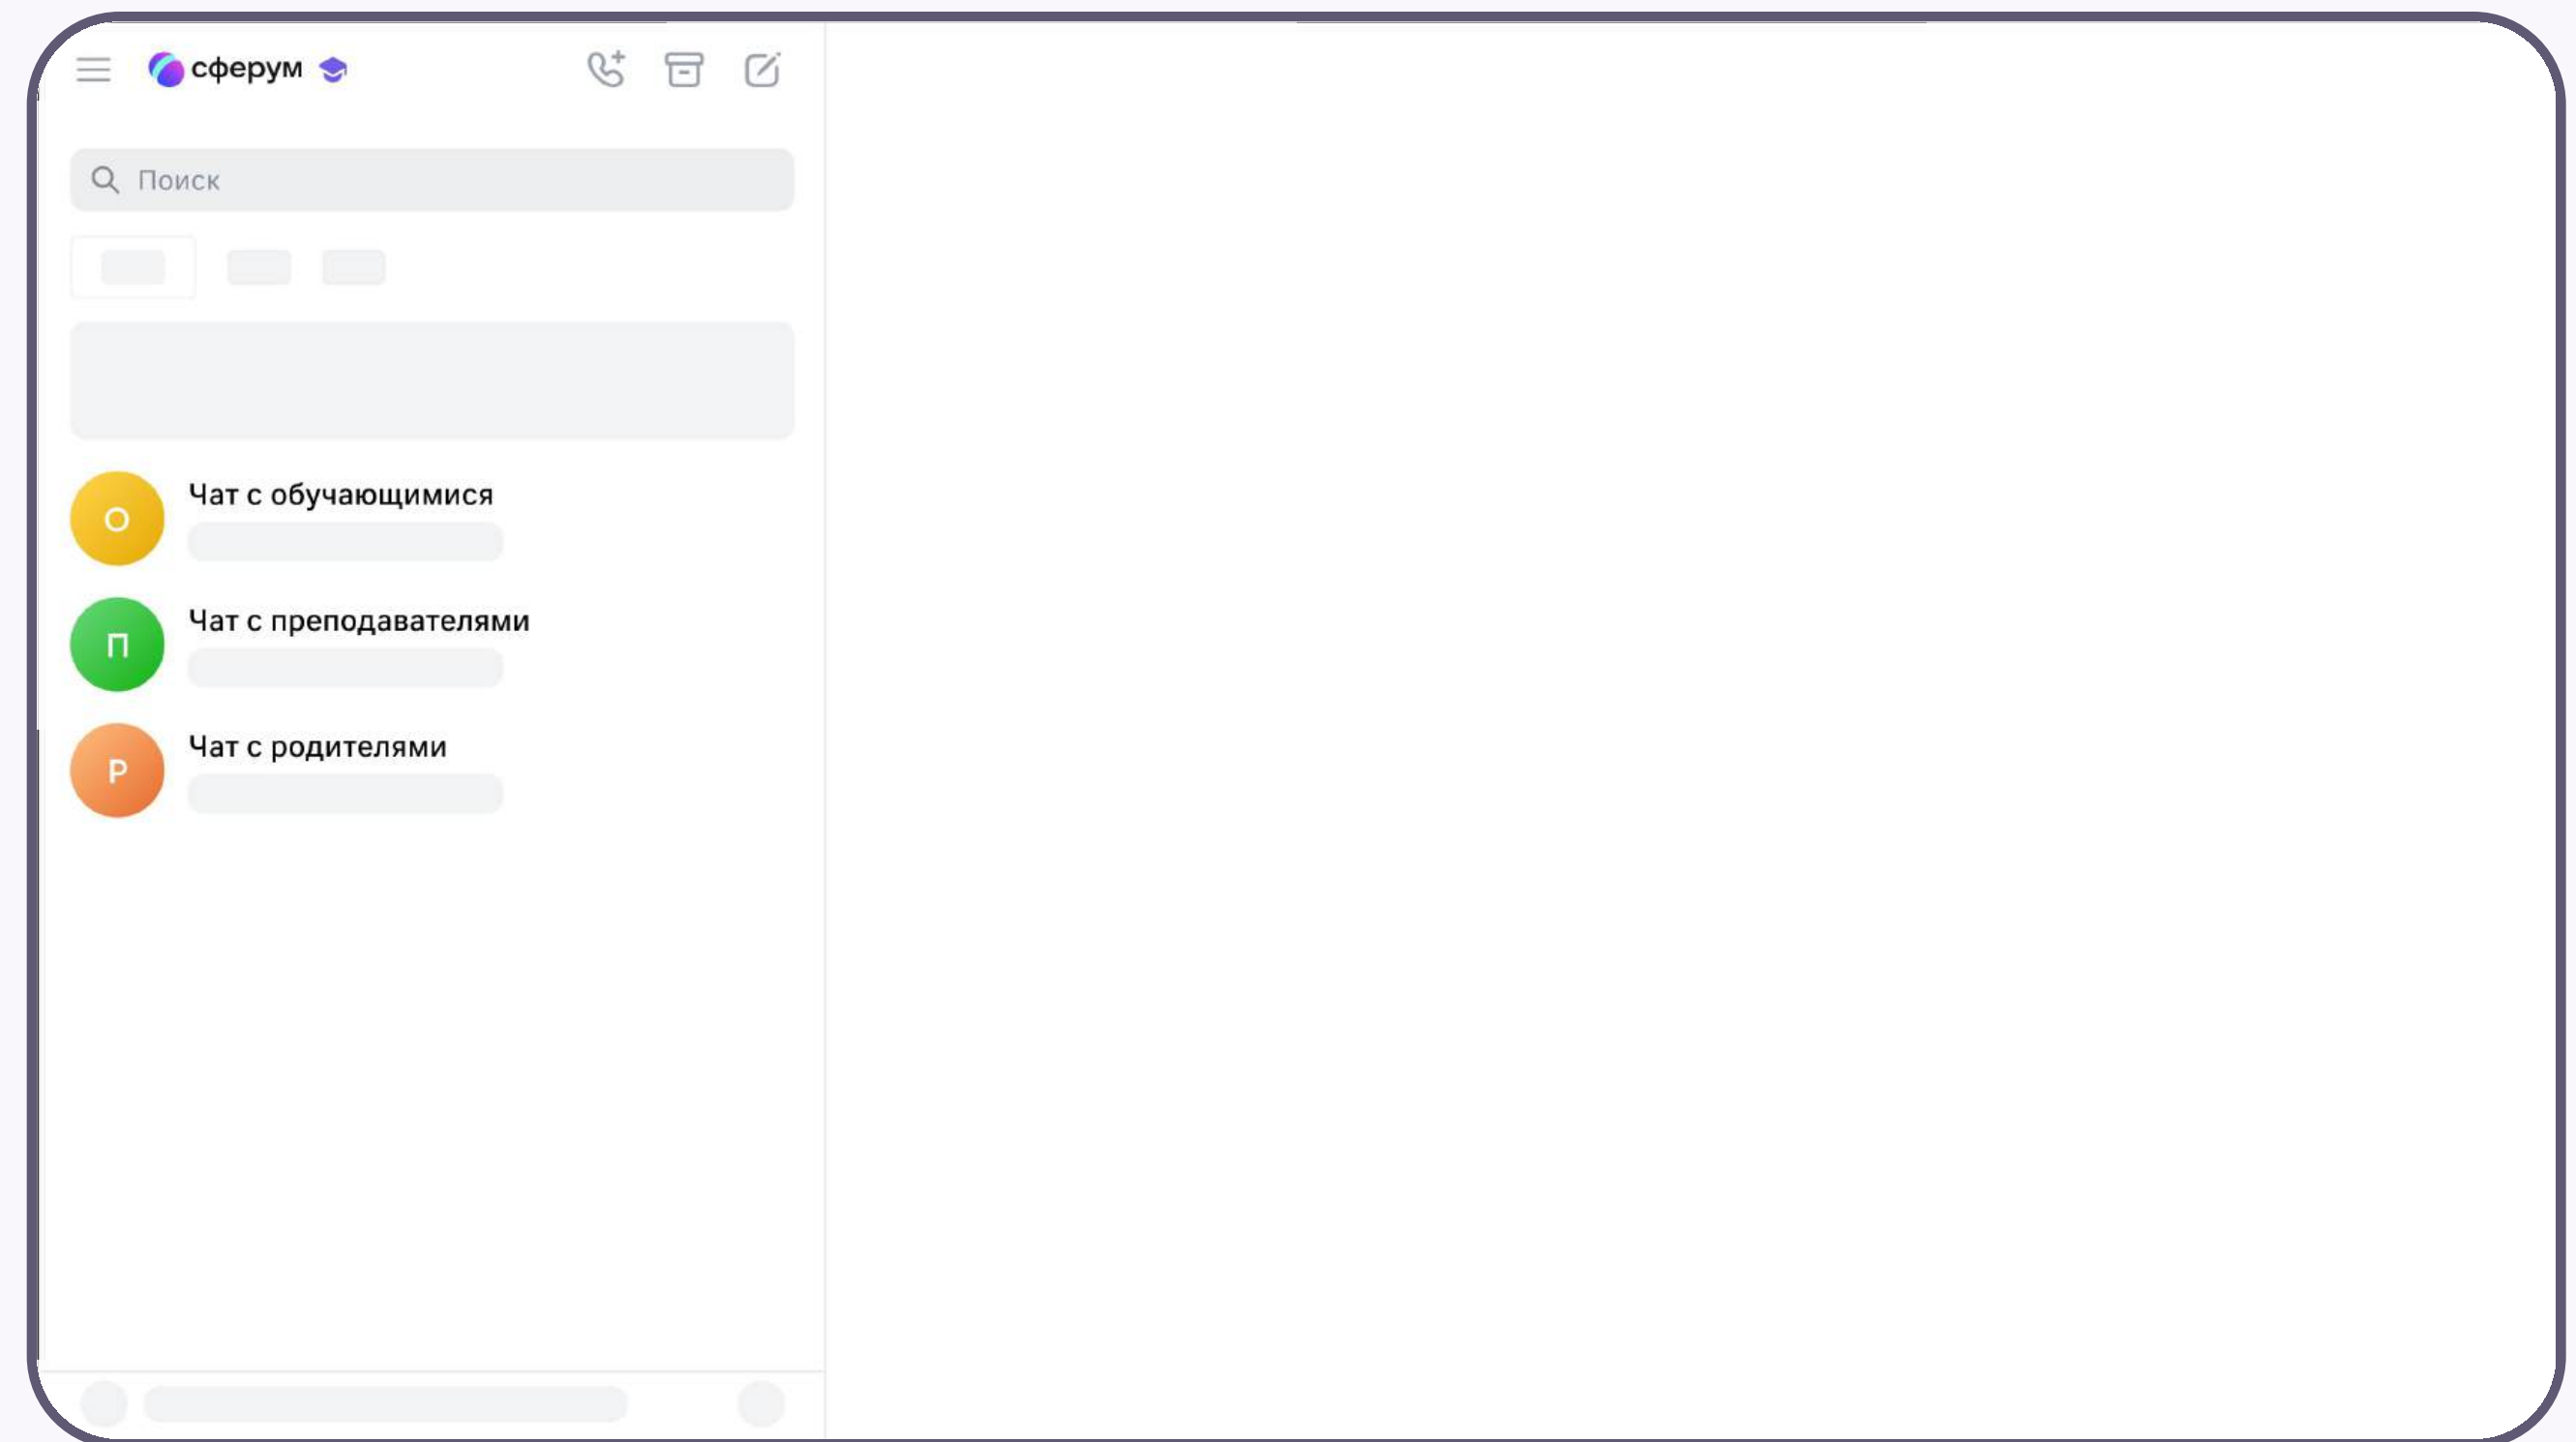 сферум
Поиск
О
Чат с обучающимися
П
Чат с преподавателями
Р
Чат с родителями